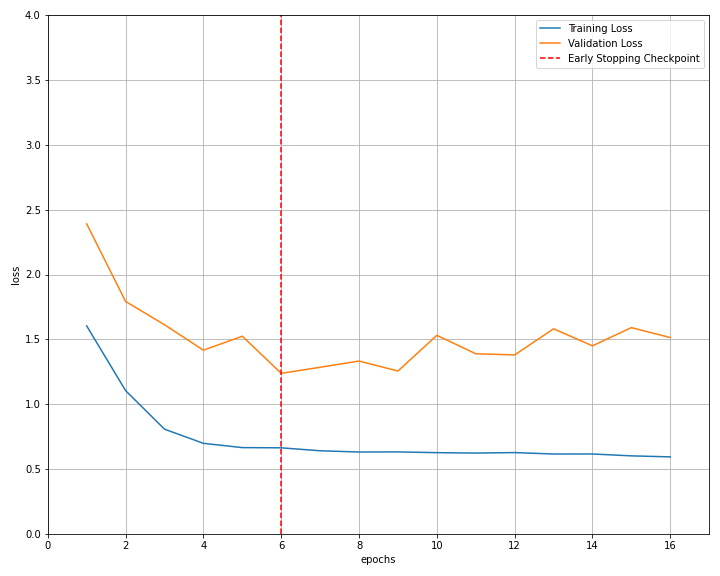 4.0
3.5
3.0
2.5
2.0
1.5
1.0
0.5
0.0
loss
Training Loss
Validation Loss
Early Stopping Checkpoint
0 2 4 6 8 10 12 14 16
epochs